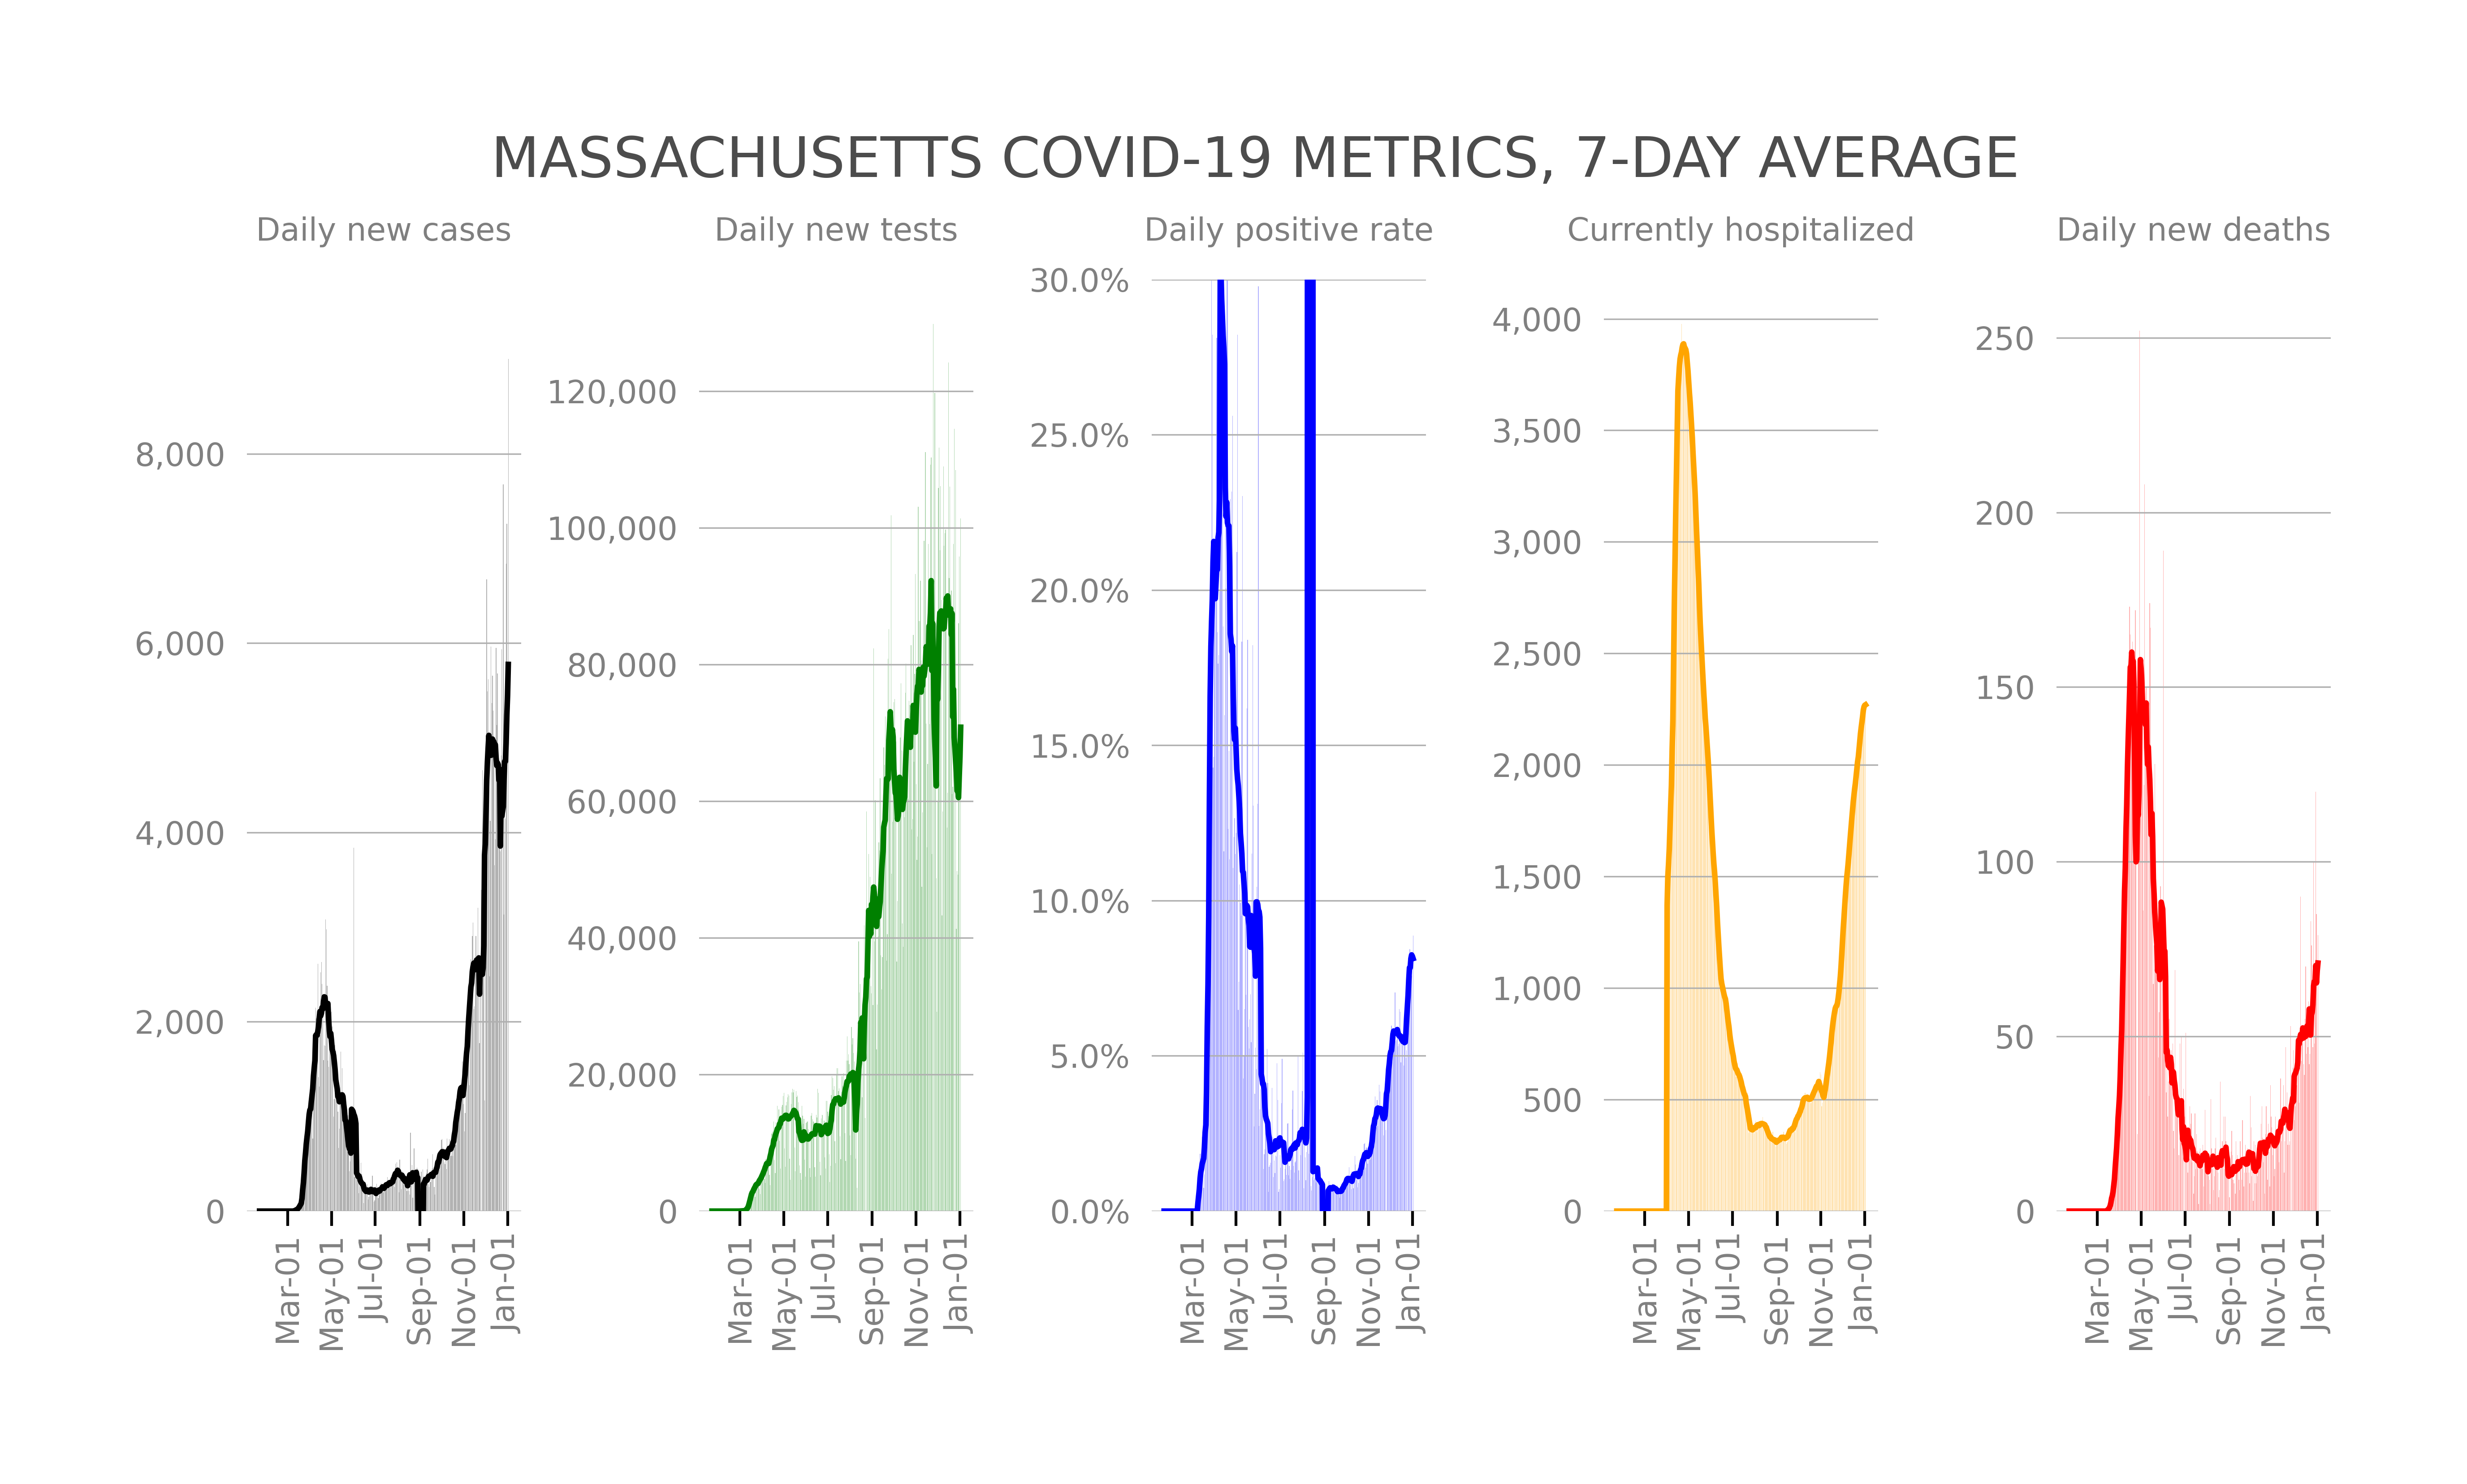 MASSACHUSETTS COVID-19 METRICS, 7-DAY AVERAGE
Daily new cases
8,000
6,000
4,000
2,000
0
Mar-01
May-01
Jul-01
Sep-01
Nov-01
Jan-01
Daily new tests
120,000
100,000
80,000
60,000
40,000
20,000
0
Mar-01
May-01
Jul-01
Sep-01
Nov-01
Jan-01
Daily positive rate
30.0%
25.0%
20.0%
15.0%
10.0%
5.0%
0.0%
Mar-01
May-01
Jul-01
Sep-01
Nov-01
Jan-01
Currently hospitalized
4,000
3,500
3,000
2,500
2,000
1,500
1,000
500
0
Mar-01
May-01
Jul-01
Sep-01
Nov-01
Jan-01
Daily new deaths
250
200
150
100
50
0
Mar-01
May-01
Jul-01
Sep-01
Nov-01
Jan-01